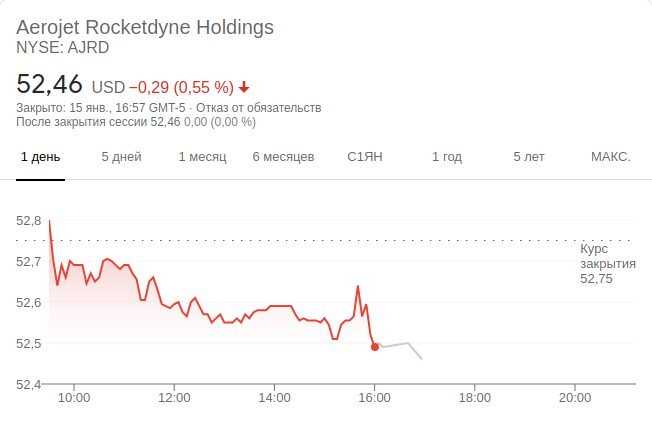 Aerojet Rocketdyne Holdings
NYSE: AJRD
52,46 USD −0,29 (0,55 %)
Закрыто: 15 янв., 16:57 GMT-5 · Отказ от обязательств
После закрытия сессии 52,46 0,00 (0,00 %)
1 день 5 дней 1 месяц 6 месяцев С1ЯН 1 год 5 лет МАКС.
52,8
52,7
52,6
52,5
52,4
Курс
закрытия
52,75
10:00 12:00 14:00 16:00 18:00 20:00